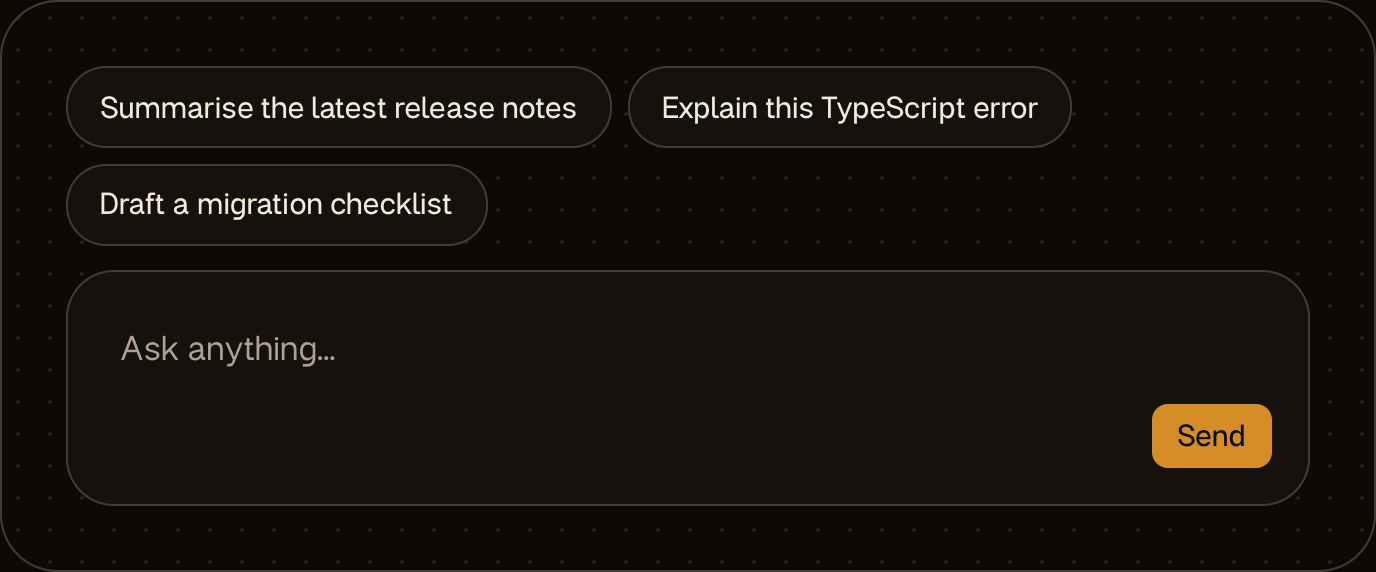 Summarise the latest release notes
Explain this TypeScript error
Draft a migration checklist
Ask anything…
Send